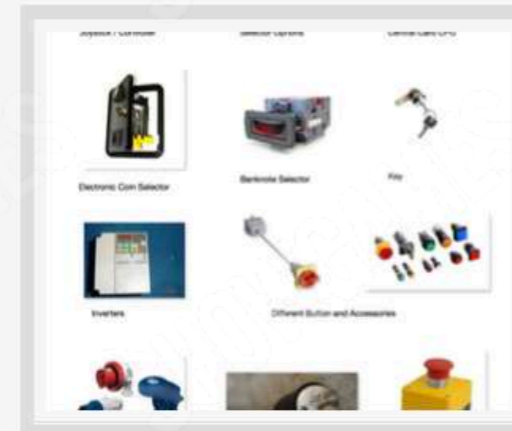 Joystick / Controller
Selector Options
Central Card CPU
Electronic Coin Selector
Banknote Selector
Key
Inverters
Different Button and Accessories